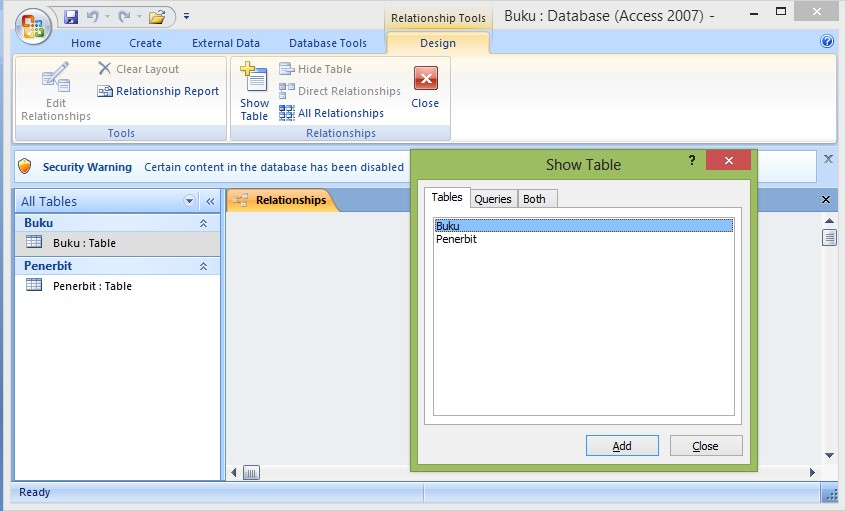 Relationship Tools
Buku : Database (Access 2007) -
Home Create External Data Database Tools Design
Edit Relationships
Clear Layout
Relationship Report
Tools
Show Table
Hide Table
Direct Relationships
All Relationships
Close
Relationships
Security Warning Certain content in the database has been disabled
All Tables
Buku
Buku : Table
Penerbit
Penerbit : Table
Relationships
Show Table
Tables Queries Both
Buku
Penerbit
Add Close
Ready